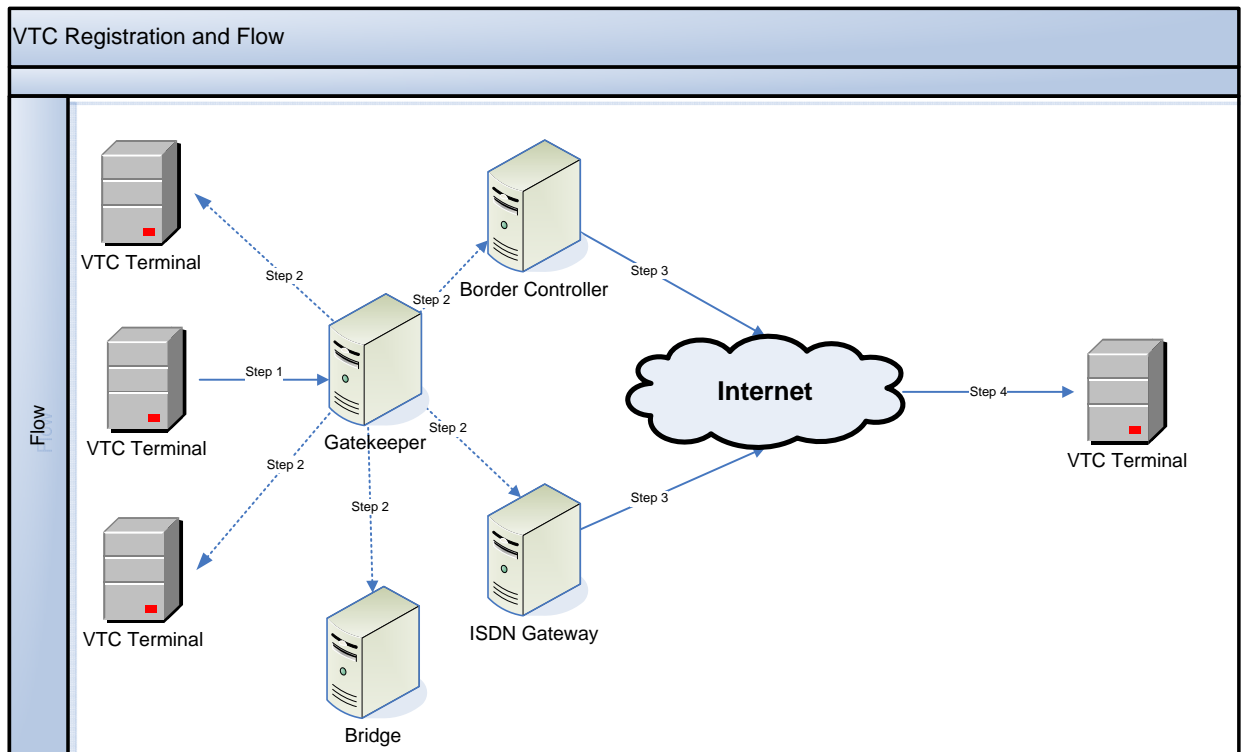 VTC Registration and Flow
Flow
VTC Terminal
Step 2
Step 2
Border Controller
Step 3
Step 1
Gatekeeper
VTC Terminal
Step 2
Step 2
Step 2
Internet
Step 4
VTC Terminal
Step 3
VTC Terminal
ISDN Gateway
Bridge